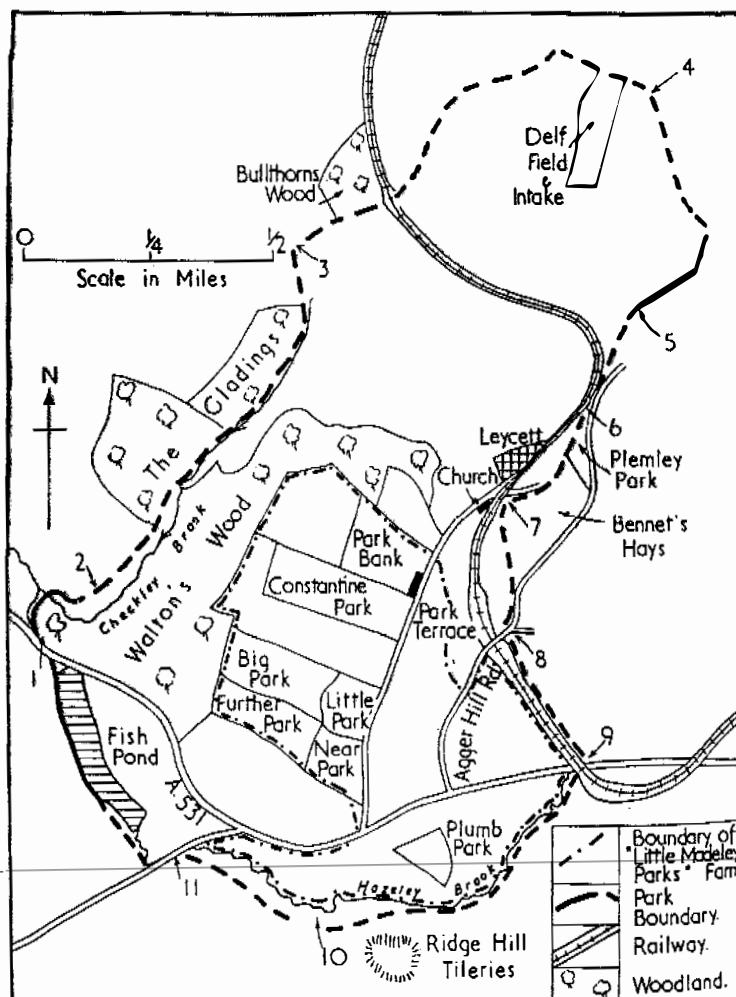 4
Delf
Field
&
Intake
Bullthorns
Wood
0
1/4
1/2
Scale in Miles
3
5
N
The
Gladings
6
Leycett
Plemley
Park
Church
7
Bennet's
Hays
2
Checkley Brook
Walton's
Wood
Park
Bank
Constantine
Park
Park
Terrace
1
8
Big
Park
Further
Park
Little
Park
Near
Park
Agger Hill Rd.
9
Fish
Pond
A.531
Plumb
Park
11
Hazeley Brook
10
Ridge Hill
Tileries
Boundary of
"Little Madeley
Parks" Farm
Park
Boundary.
Railway.
Woodland.